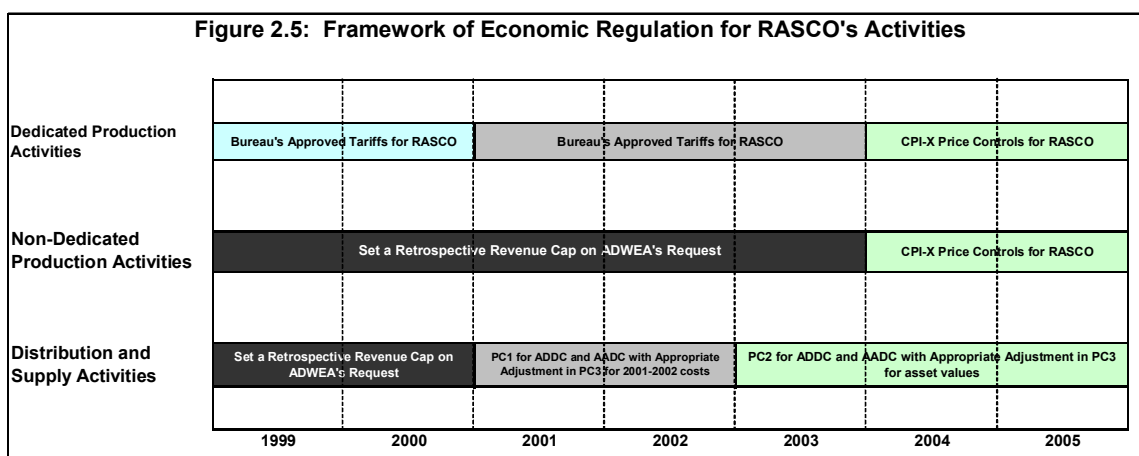 Figure 2.5: Framework of Economic Regulation for RASCO's Activities
Dedicated Production
Activities
Bureau's Approved Tariffs for RASCO
Bureau's Approved Tariffs for RASCO
CPI-X Price Controls for RASCO
Non-Dedicated
Production Activities
Set a Retrospective Revenue Cap on ADWEA's Request
CPI-X Price Controls for RASCO
Distribution and
Supply Activities
Set a Retrospective Revenue Cap on
ADWEA's Request
PC1 for ADDC and AADC with Appropriate
Adjustment in PC3 for 2001-2002 costs
PC2 for ADDC and AADC with Appropriate Adjustment in PC3
for asset values
1999 2000 2001 2002 2003 2004 2005